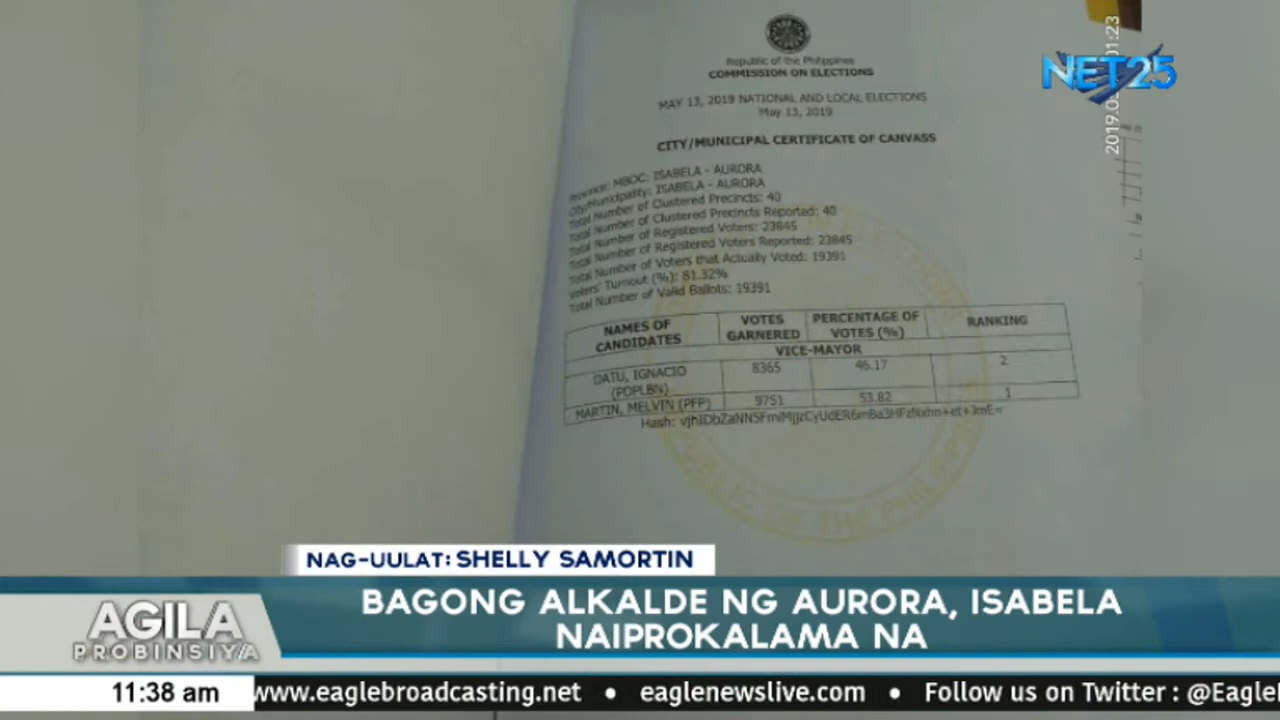 Republic of the Philippines
COMMISSION ON ELECTIONS
MAY 13, 2019 NATIONAL AND LOCAL ELECTIONS
May 13, 2019
CITY/MUNICIPAL CERTIFICATE OF CANVASS
Province: MBOC: ISABELA - AURORA
City/Municipality: ISABELA - AURORA
Total Number of Clustered Precincts: 40
Total Number of Clustered Precincts Reported: 40
Total Number of Registered Voters: 23845
Total Number of Registered Voters Reported: 23845
Total Number of Voters that Actually Voted: 19391
Voters' Turnout (%): 81.32%
Total Number of Valid Ballots: 19391
NAMES OF CANDIDATES VOTES GARNERED PERCENTAGE OF VOTES (%) RANKING
VICE-MAYOR
DATU, IGNACIO (PDPLBN) 8365 46.17 2
MARTIN, MELVIN (PFP) 9751 53.82 1
Hash:
NET25
NAG-UULAT: SHELLY SAMORTIN
BAGONG ALKALDE NG AURORA, ISABELA
NAIPROKALAMA NA
AGILA
PROBINSIYA
11:38 am www.eaglebroadcasting.net • eaglenewslive.com • Follow us on Twitter : @Eagle